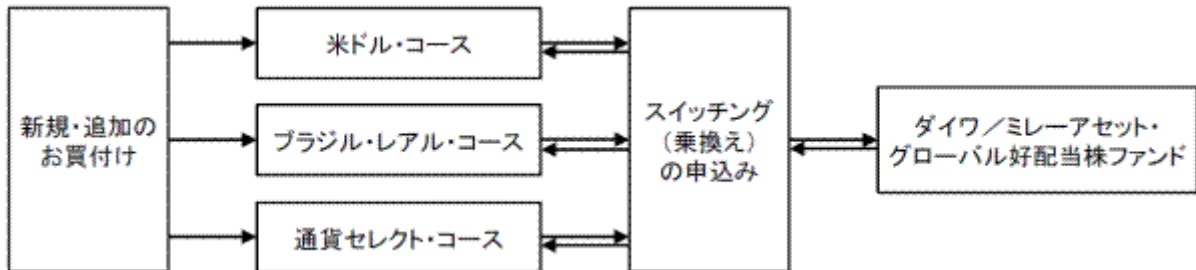 新規・追加の
お買付け
米ドル・コース
ブラジル・レアル・コース
通貨セレクト・コース
スイッチング
(乗換え)
の申込み
ダイワ／ミレーアセット・
グローバル好配当株ファンド